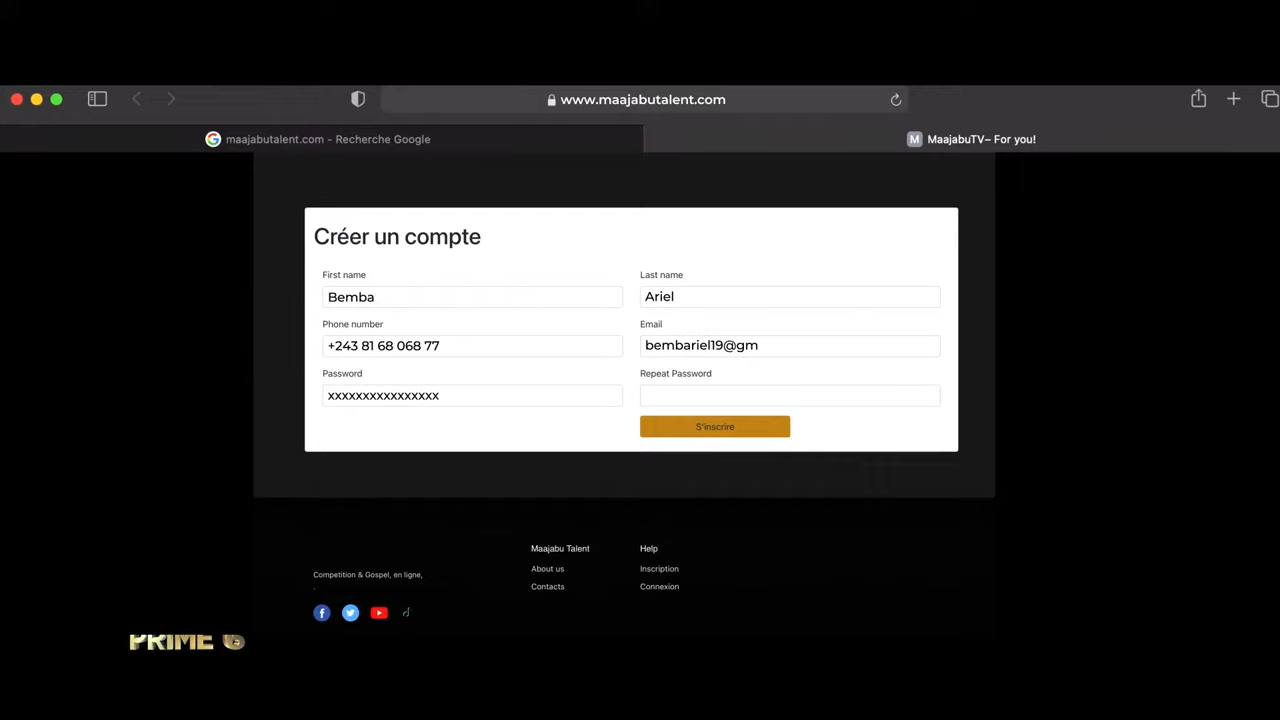 www.maajabutalent.com
maajabutalent.com – Recherche Google
M MaajabuTV– For you!
Créer un compte
First name
Last name
Bemba
Ariel
Phone number
Email
+243 81 68 068 77
bembariel19@gm
Password
Repeat Password
xxxxxxxxxxxxxxxx
S'inscrire
Maajabu Talent
Help
Competition & Gospel, en ligne,
.
About us
Inscription
Contacts
Connexion
PRIME 6